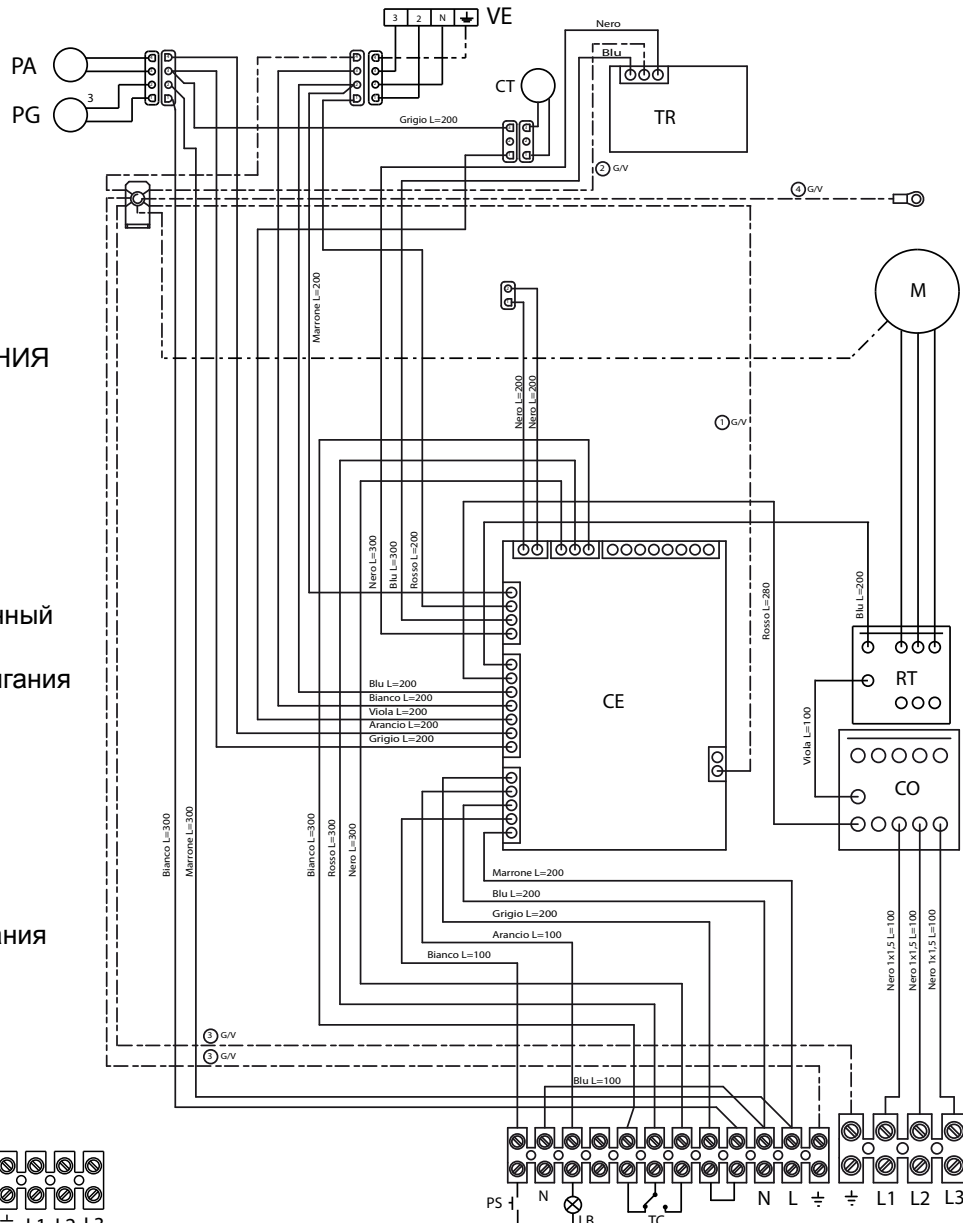 3 2 N VE
PA
PG
3
CT
Nero
Blu
TR
Grigio L=200
2 G/V
4 G/V
M
Marrone L=200
Nero L=200
Nero L=200
1 G/V
Nero L=300
Blu L=300
Rosso L=200
Rosso L=280
Blu L=200
RT
Viola L=100
CO
CE
Blu L=200
Bianco L=200
Viola L=200
Arancio L=200
Grigio L=200
Bianco L=300
Marrone L=300
Bianco L=300
Rosso L=300
Nero L=300
Marrone L=200
Blu L=200
Grigio L=200
Arancio L=100
Bianco L=100
Nero 1x1,5 L=100
Nero 1x1,5 L=100
Nero 1x1,5 L=100
3 G/V
3 G/V
Blu L=100
PS N LB TC N L L1 L2 L3
L1 L2 L3